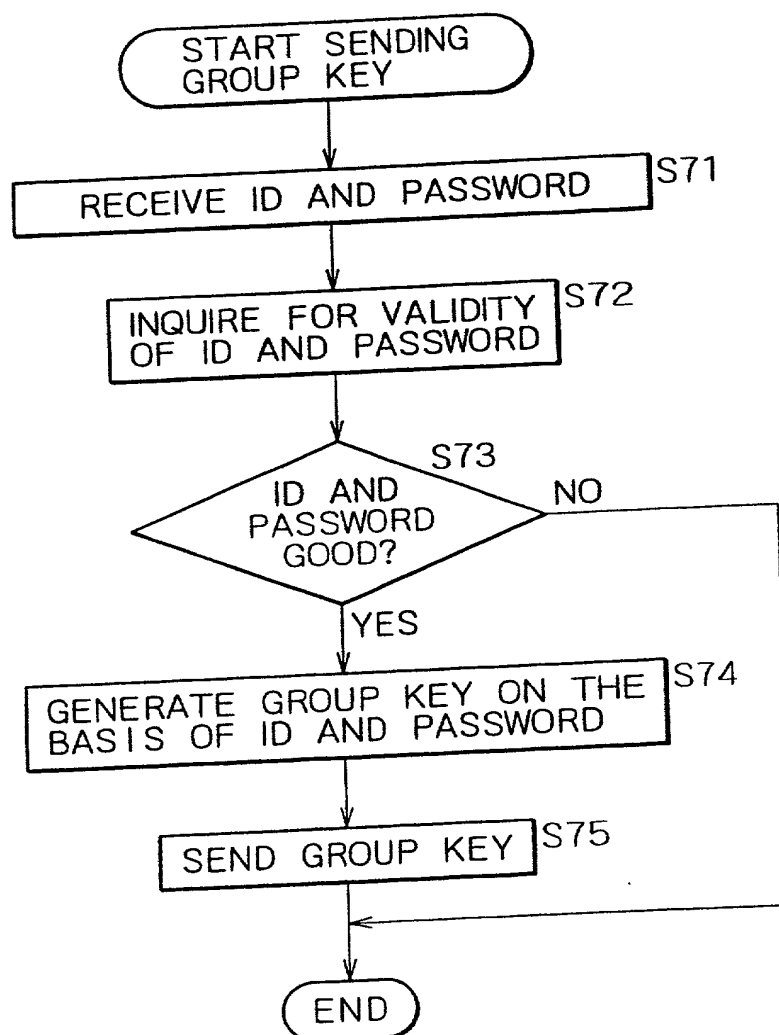 START SENDING
GROUP KEY
RECEIVE ID AND PASSWORD
S71
INQUIRE FOR VALIDITY
OF ID AND PASSWORD
S72
S73
ID AND
PASSWORD
GOOD?
NO
YES
GENERATE GROUP KEY ON THE
BASIS OF ID AND PASSWORD
S74
SEND GROUP KEY
S75
END